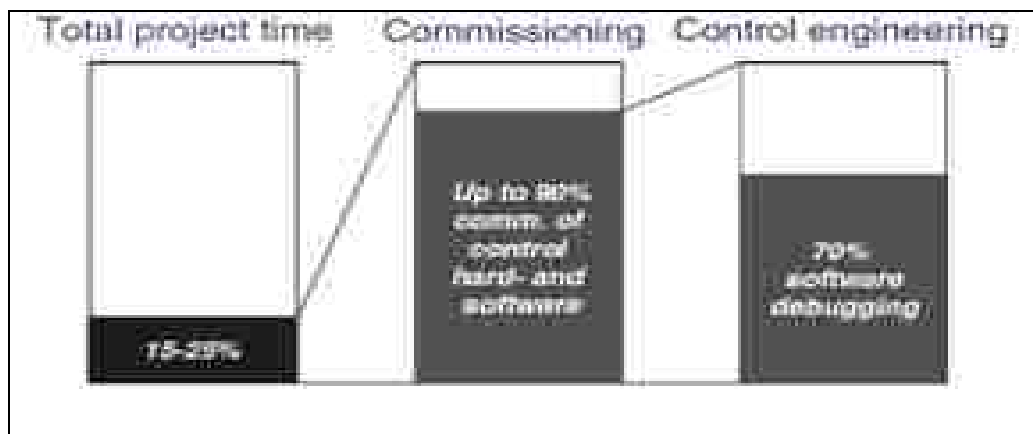 Total project time
Commissioning
Control engineering
15-25%
Up to 90%
comm. of
control
hard- and
software
70%
software
debugging